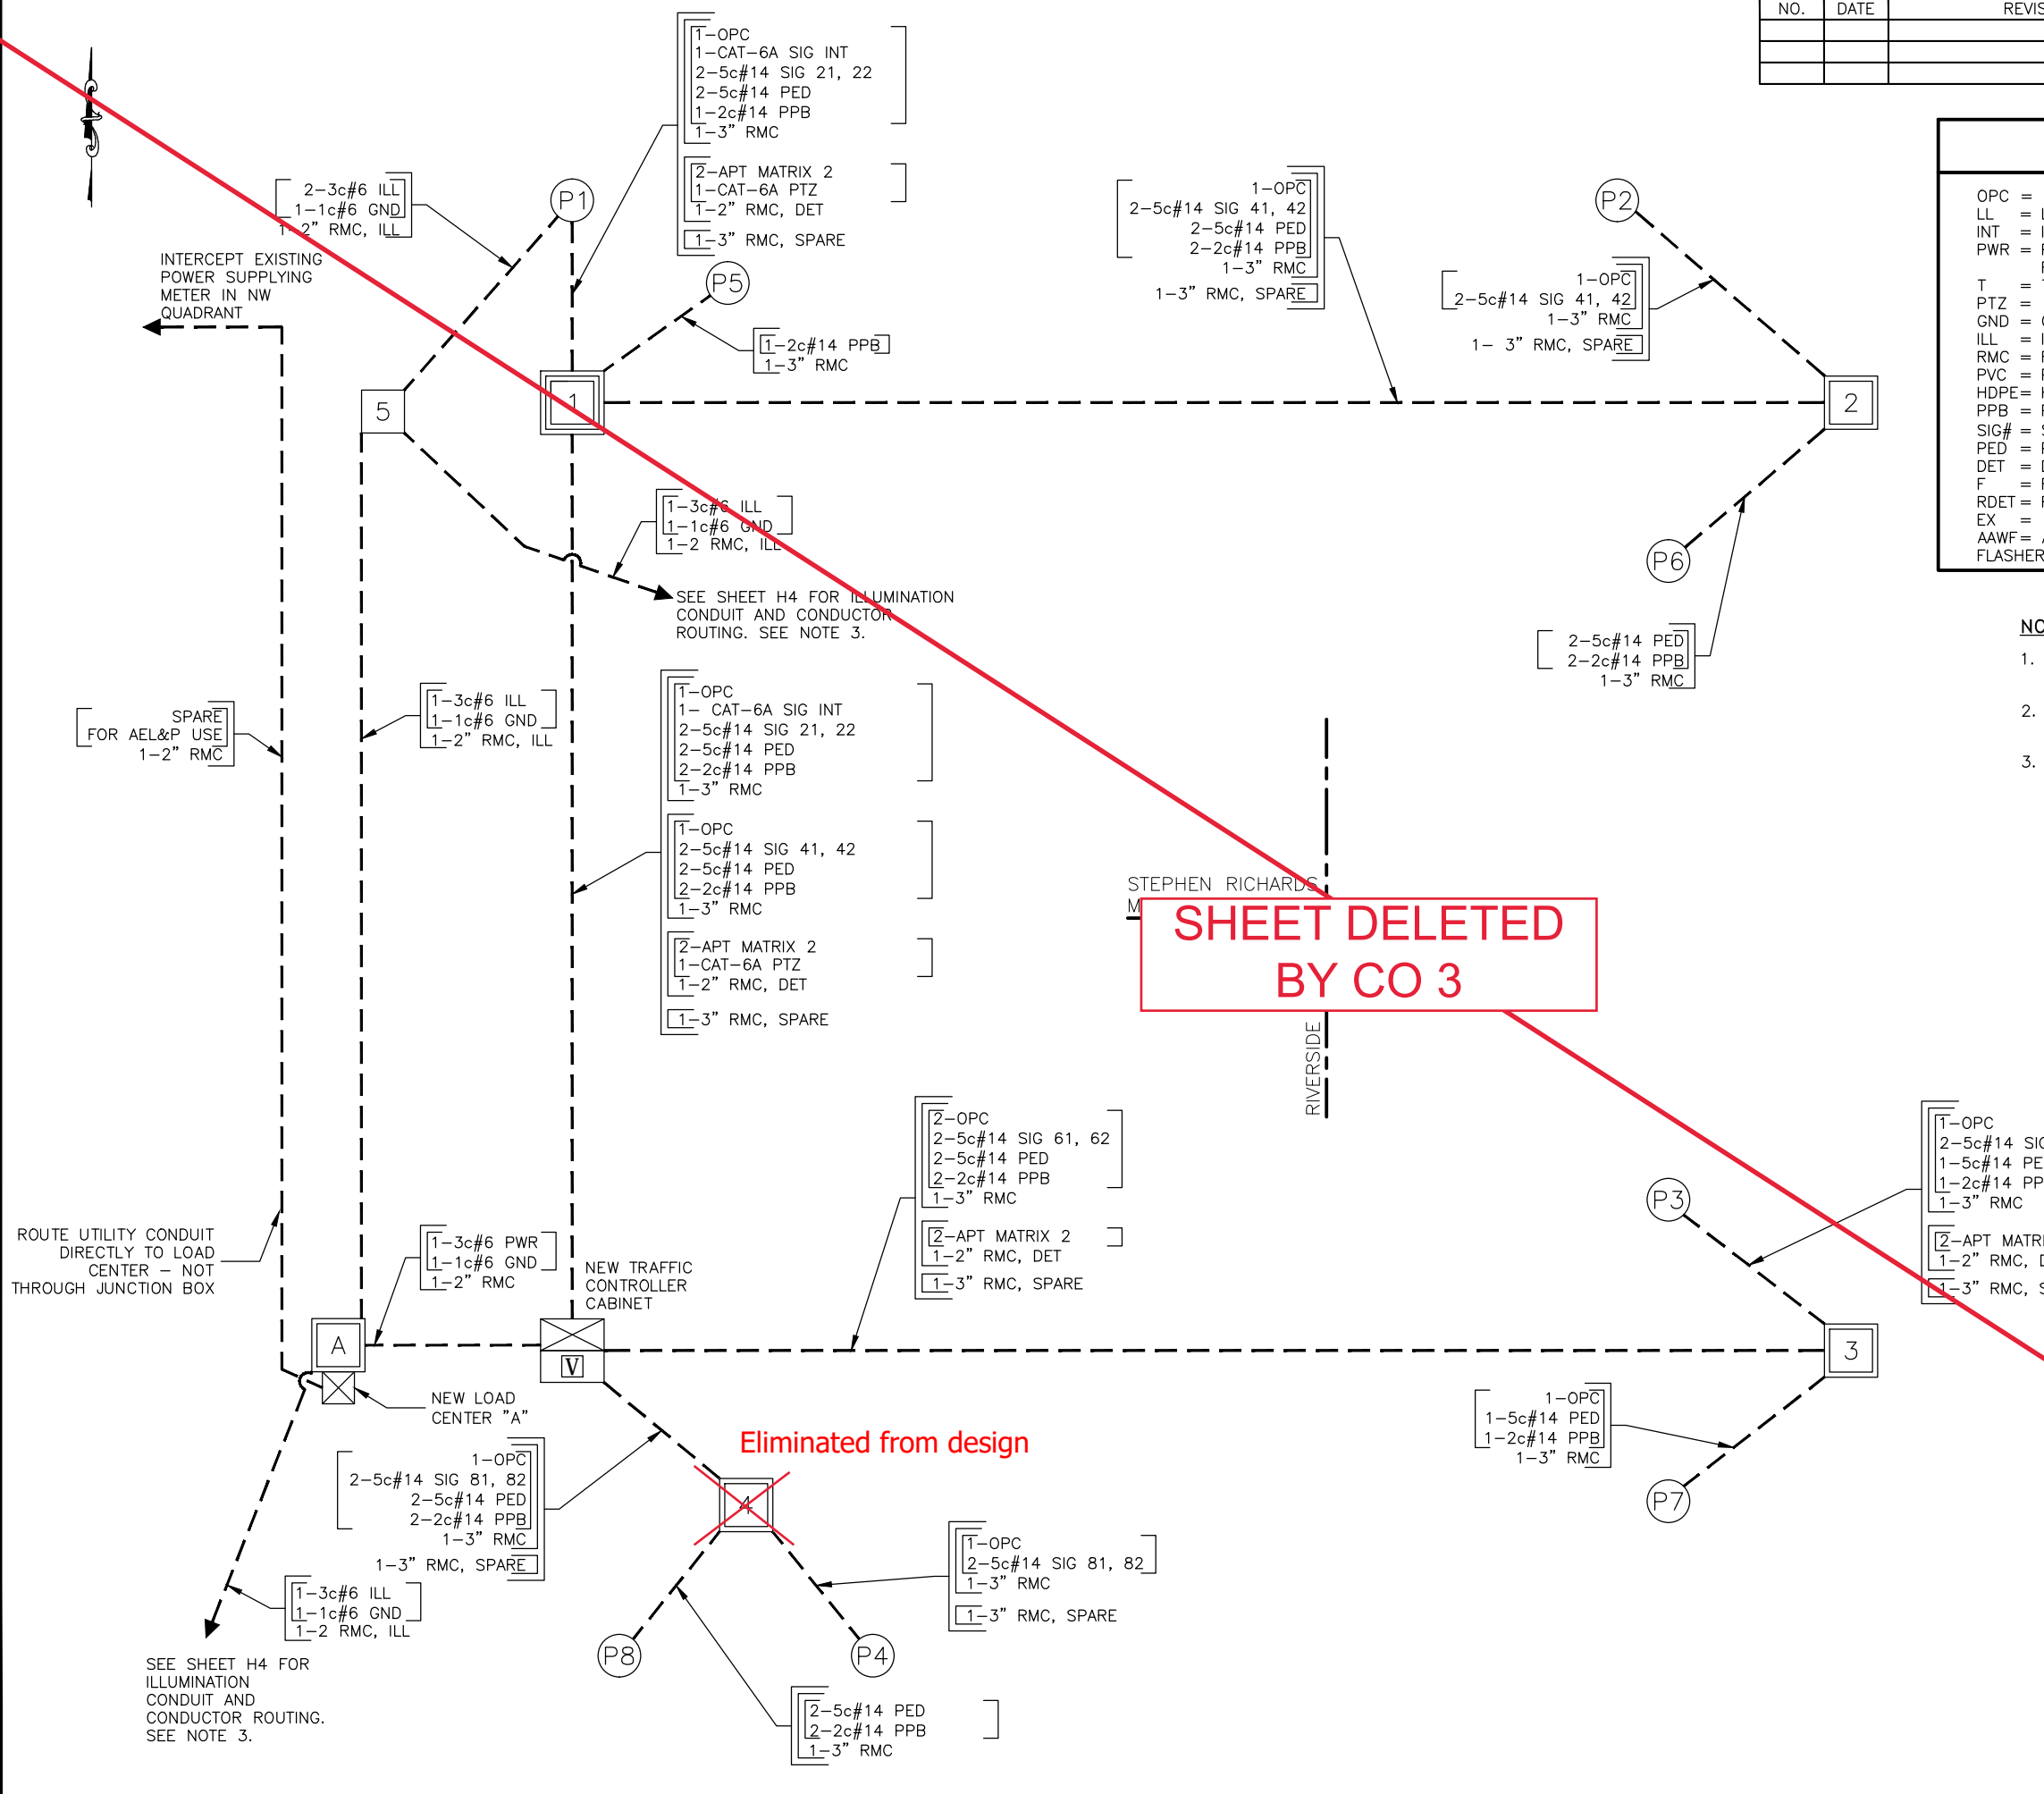 NO. DATE
1-OPC
1-CAT-6A SIG INT
2-5c#14 SIG 21, 22
2-5c#14 PED
1-2c#14 PPB
1-3" RMC
2-APT MATRIX 2
1-CAT-6A PTZ
1-2" RMC, DET
1-3" RMC, SPARE
2-3c#6 ILL
1-1c#6 GND
1-2" RMC, ILL
P1
INTERCEPT EXISTING
POWER SUPPLYING
METER IN NW
QUADRANT
P5
1-2c#14 PPB
1-3" RMC
1-OPC
2-5c#14 SIG 41, 42
2-5c#14 PED
2-2c#14 PPB
1-3" RMC
1-3" RMC, SPARE
P2
1-OPC
2-5c#14 SIG 41, 42
1-3" RMC
1- 3" RMC, SPARE
OPC =
LL =
INT =
PWR =
T =
PTZ =
GND =
ILL =
RMC =
PVC =
HDPE=
PPB =
SIG# =
PED =
DET =
F =
RDET=
EX =
AAWF=
FLASHER
5
1
2
1-3c#6 ILL
1-1c#6 GND
1-2 RMC, ILL
SEE SHEET H4 FOR ILLUMINATION
CONDUIT AND CONDUCTOR
ROUTING. SEE NOTE 3.
P6
2-5c#14 PED
2-2c#14 PPB
1-3" RMC
1.
2.
3.
SPARE
FOR AEL&P USE
1-2" RMC
1-3c#6 ILL
1-1c#6 GND
1-2" RMC, ILL
1-OPC
1- CAT-6A SIG INT
2-5c#14 SIG 21, 22
2-5c#14 PED
2-2c#14 PPB
1-3" RMC
1-OPC
2-5c#14 SIG 41, 42
2-5c#14 PED
2-2c#14 PPB
1-3" RMC
2-APT MATRIX 2
1-CAT-6A PTZ
1-2" RMC, DET
1-3" RMC, SPARE
STEPHEN RICHARDS
SHEET DELETED
BY CO 3
RIVERSIDE
2-OPC
2-5c#14 SIG 61, 62
2-5c#14 PED
2-2c#14 PPB
1-3" RMC
2-APT MATRIX 2
1-2" RMC, DET
1-3" RMC, SPARE
P3
1-OPC
2-5c#14
1-5c#14
1-2c#14
1-3" RMC
2-APT
1-2" RMC,
1-3" RMC,
ROUTE UTILITY CONDUIT
DIRECTLY TO LOAD
CENTER - NOT
THROUGH JUNCTION BOX
1-3c#6 PWR
1-1c#6 GND
1-2" RMC
NEW TRAFFIC
CONTROLLER
CABINET
A
V
3
NEW LOAD
CENTER "A"
1-OPC
1-5c#14 PED
1-2c#14 PPB
1-3" RMC
P7
Eliminated from design
1-OPC
2-5c#14 SIG 81, 82
2-5c#14 PED
2-2c#14 PPB
1-3" RMC
1-3" RMC, SPARE
4
1-OPC
2-5c#14 SIG 81, 82
1-3" RMC
1-3" RMC, SPARE
1-3c#6 ILL
1-1c#6 GND
1-2 RMC, ILL
P8
P4
SEE SHEET H4 FOR
ILLUMINATION
CONDUIT AND
CONDUCTOR ROUTING.
SEE NOTE 3.
2-5c#14 PED
2-2c#14 PPB
1-3" RMC